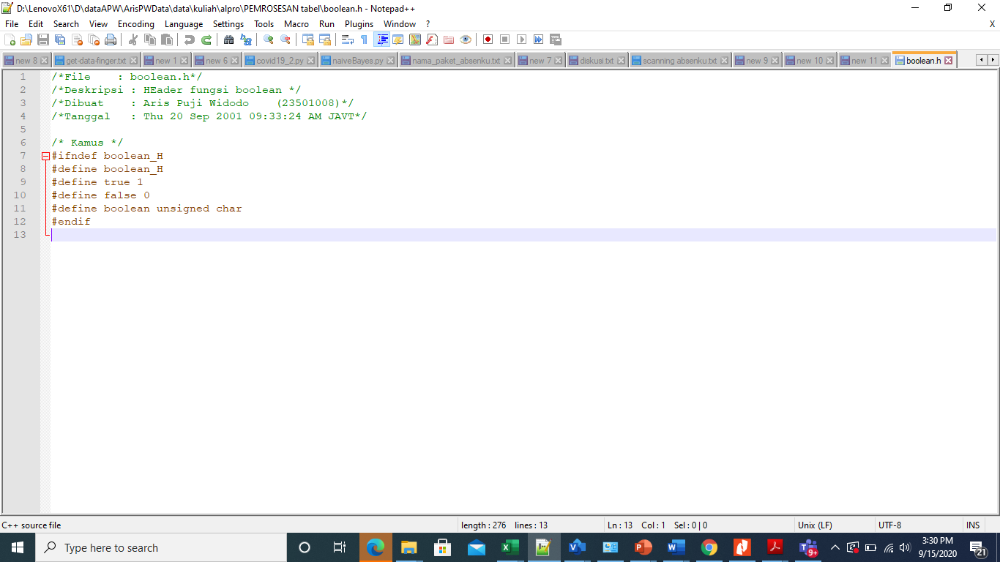 D:\LenovoX61\D\dataAPW\ArisPWData\data\kuliah\alpro\PEMROSESAN tabel\boolean.h - Notepad++
File Edit Search View Encoding Language Settings Tools Macro Run Plugins Window ? X
new 8 get-data-finger.txt new 1 new 6 covid19_2.py naiveBayes.py nama_paket_absenku.txt new 7 diskusi.txt scanning absenku.txt new 9 new 10 new 11 boolean.h
1 /*File    : boolean.h*/
2 /*Deskripsi : HEader fungsi boolean */
3 /*Dibuat    : Aris Puji Widodo    (23501008)*/
4 /*Tanggal   : Thu 20 Sep 2001 09:33:24 AM JAVT*/
5
6 /* Kamus */
7 #ifndef boolean_H
8 #define boolean_H
9 #define true 1
10 #define false 0
11 #define boolean unsigned char
12 #endif
13
C++ source file length : 276 lines : 13 Ln : 13 Col : 1 Sel : 0 | 0 Unix (LF) UTF-8 INS
Type here to search
9+
3:30 PM
9/15/2020
21